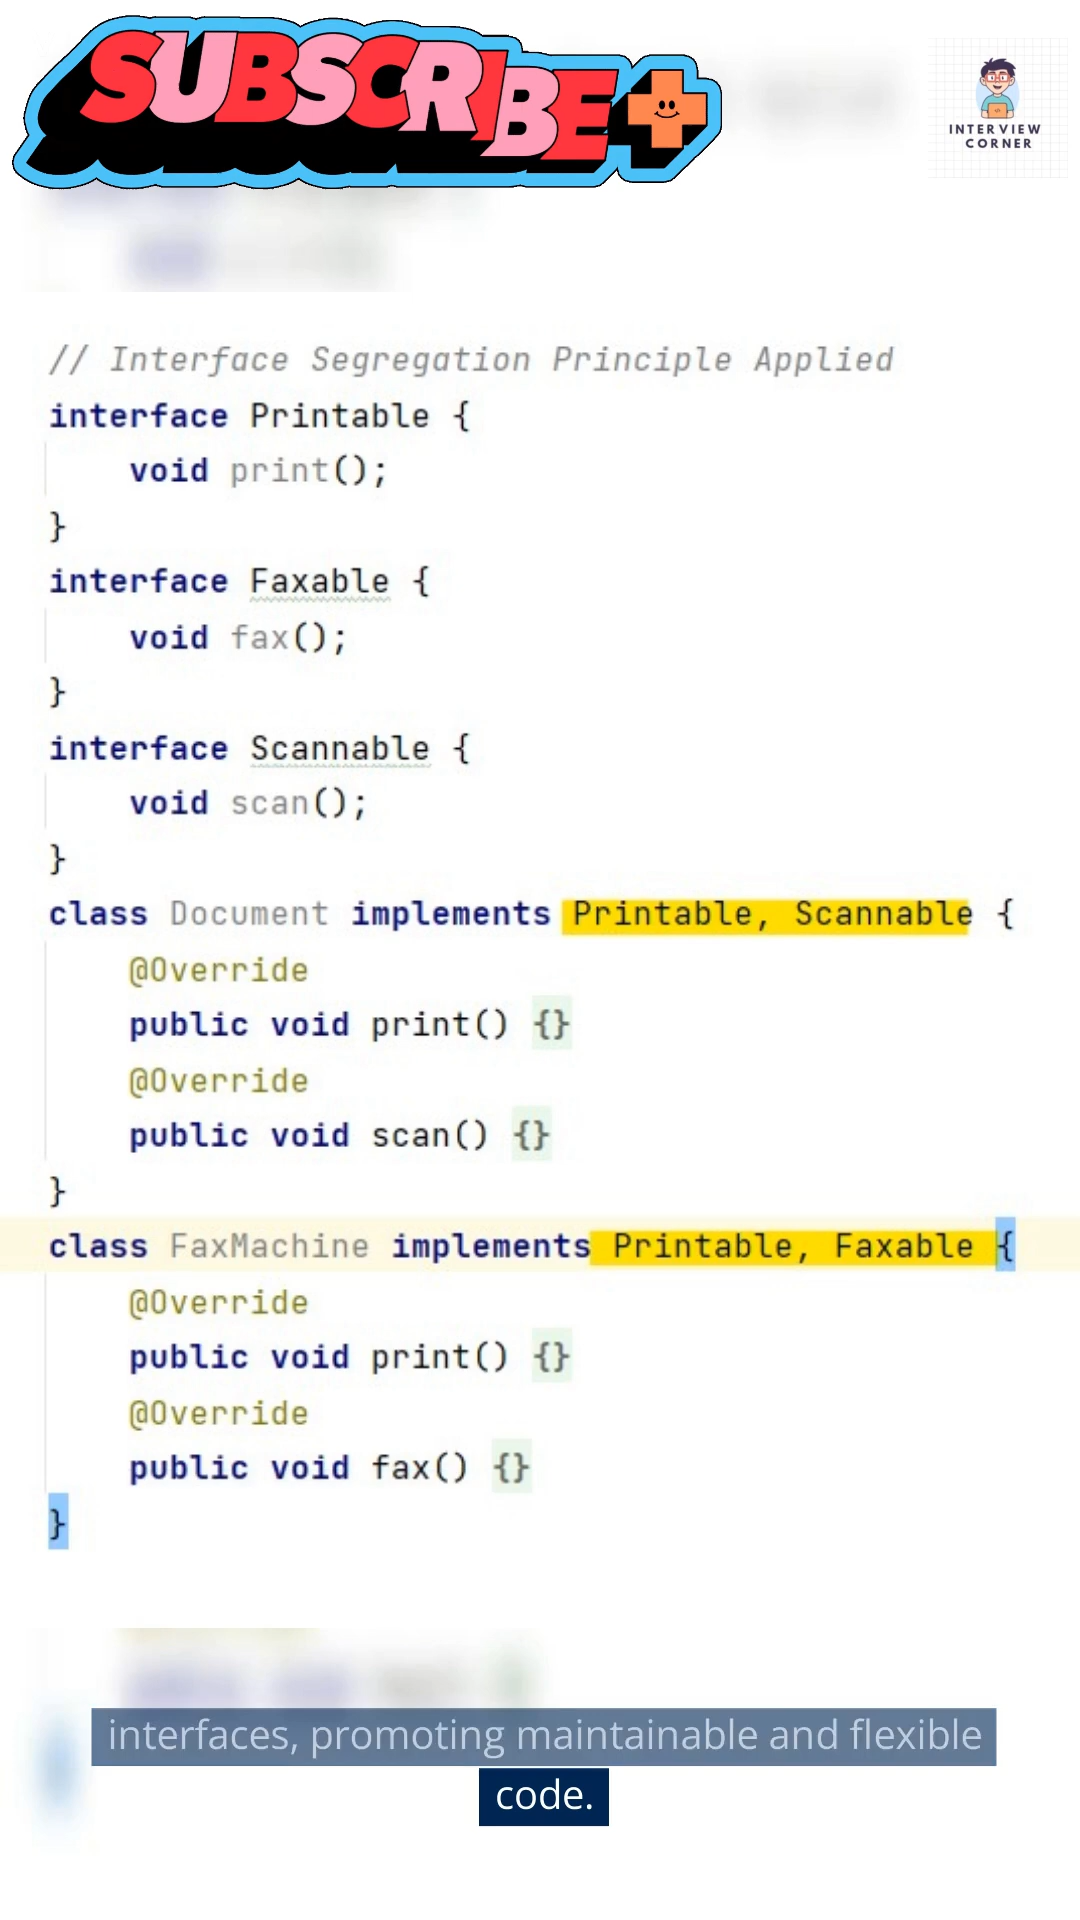 SUBSCRIBE
INTERVIEW
CORNER
// Interface Segregation Principle Applied
interface Printable {
void print();
}
interface Faxable {
void fax();
}
interface Scannable {
void scan();
}
class Document implements Printable, Scannable {
@Override
public void print() {}
@Override
public void scan() {}
}
class FaxMachine implements Printable, Faxable {
@Override
public void print() {}
@Override
public void fax() {}
}
interfaces, promoting maintainable and flexible
code.